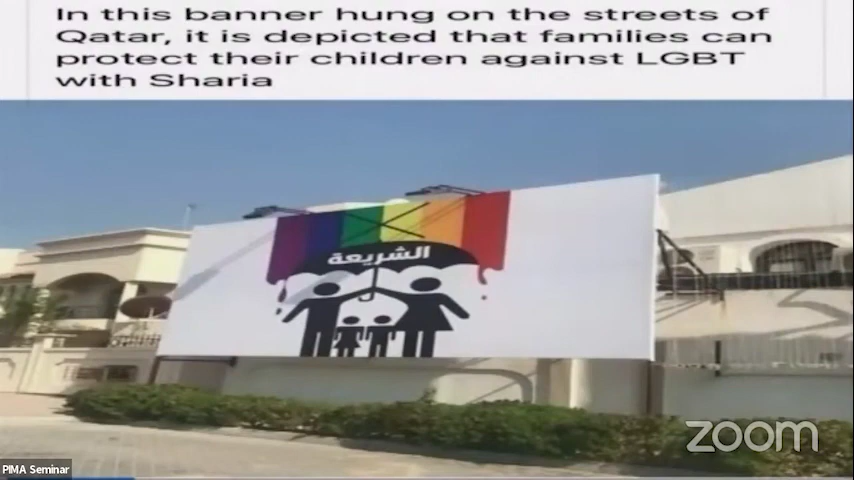 In this banner hung on the streets of
Qatar, it is depicted that families can
protect their children against LGBT
with Sharia
الشريعة
zoom
PIMA Seminar